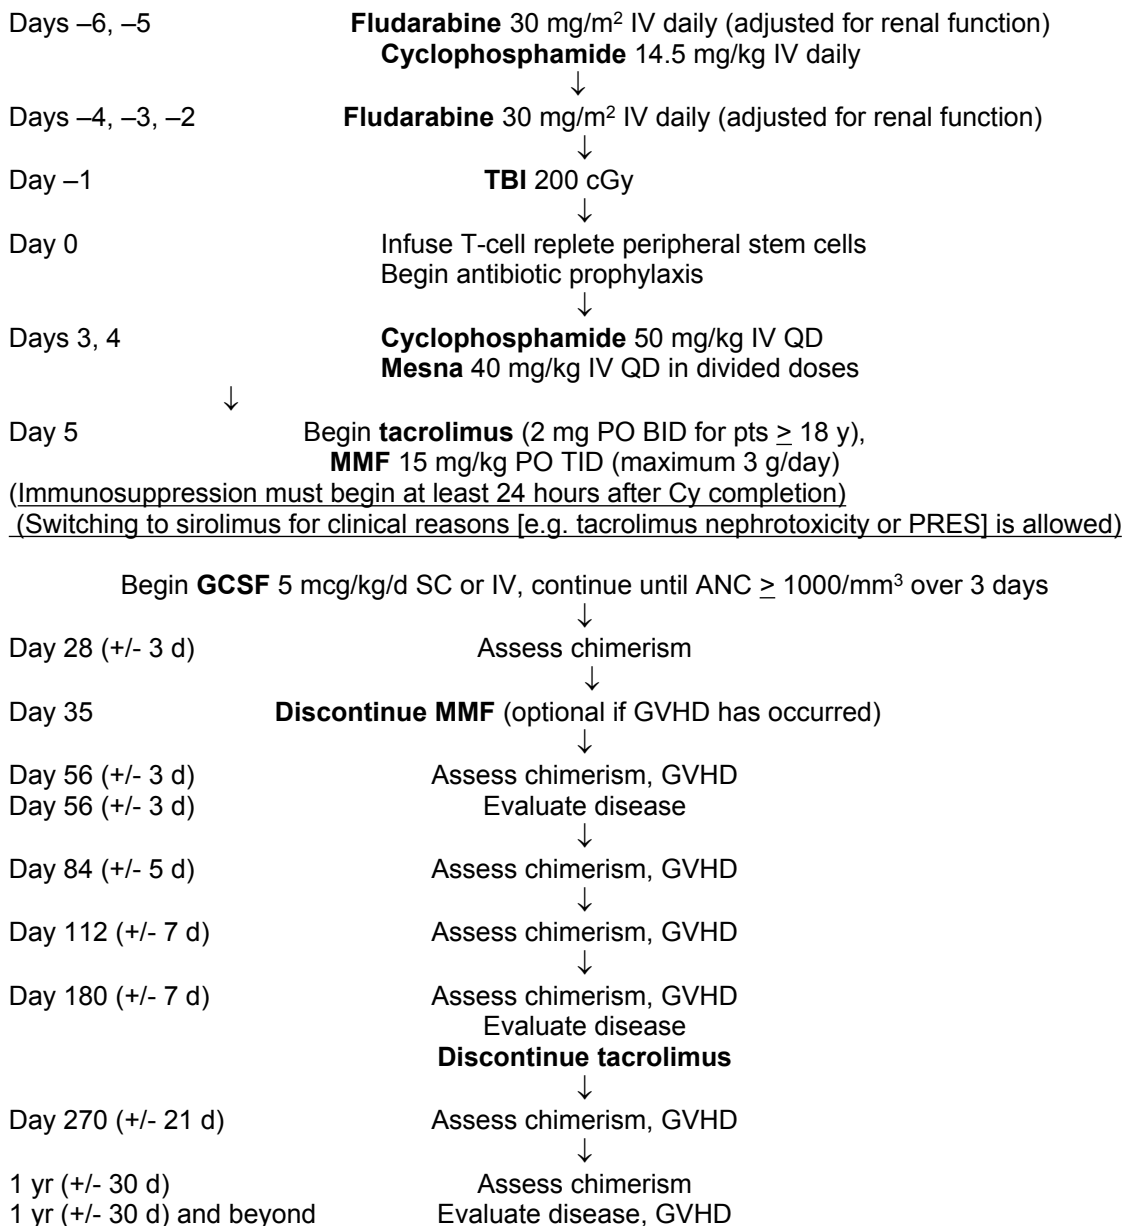 Days –6, –5 Fludarabine 30 mg/m² IV daily (adjusted for renal function)
Cyclophosphamide 14.5 mg/kg IV daily
↓
Days –4, –3, –2 Fludarabine 30 mg/m² IV daily (adjusted for renal function)
↓
Day –1 TBI 200 cGy
↓
Day 0 Infuse T-cell replete peripheral stem cells
Begin antibiotic prophylaxis
↓
Days 3, 4 Cyclophosphamide 50 mg/kg IV QD
Mesna 40 mg/kg IV QD in divided doses
↓
Day 5 Begin tacrolimus (2 mg PO BID for pts ≥ 18 y),
MMF 15 mg/kg PO TID (maximum 3 g/day)
(Immunosuppression must begin at least 24 hours after Cy completion)
(Switching to sirolimus for clinical reasons [e.g. tacrolimus nephrotoxicity or PRES] is allowed)
Begin GCSF 5 mcg/kg/d SC or IV, continue until ANC ≥ 1000/mm³ over 3 days
↓
Day 28 (+/- 3 d) Assess chimerism
↓
Day 35 Discontinue MMF (optional if GVHD has occurred)
↓
Day 56 (+/- 3 d) Assess chimerism, GVHD
Day 56 (+/- 3 d) Evaluate disease
↓
Day 84 (+/- 5 d) Assess chimerism, GVHD
↓
Day 112 (+/- 7 d) Assess chimerism, GVHD
↓
Day 180 (+/- 7 d) Assess chimerism, GVHD
Evaluate disease
Discontinue tacrolimus
↓
Day 270 (+/- 21 d) Assess chimerism, GVHD
↓
1 yr (+/- 30 d) Assess chimerism
1 yr (+/- 30 d) and beyond Evaluate disease, GVHD